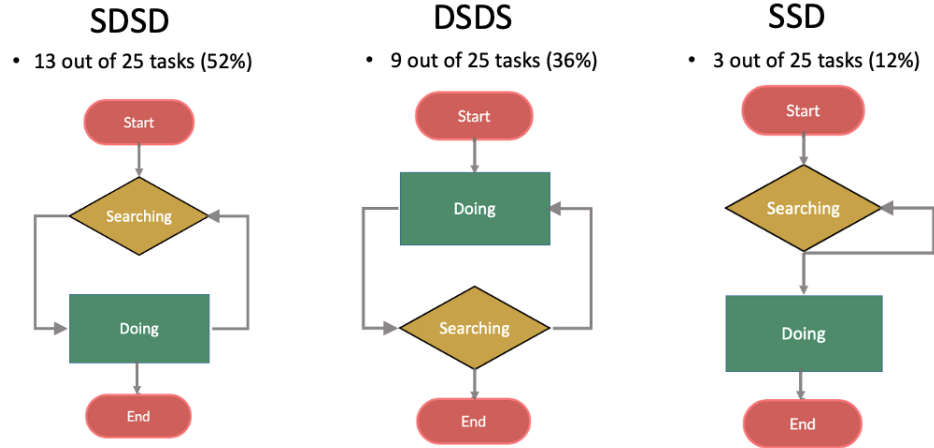 SDSD
• 13 out of 25 tasks (52%)
Start
Searching
Doing
End
DSDS
• 9 out of 25 tasks (36%)
Start
Doing
Searching
End
SSD
• 3 out of 25 tasks (12%)
Start
Searching
Doing
End